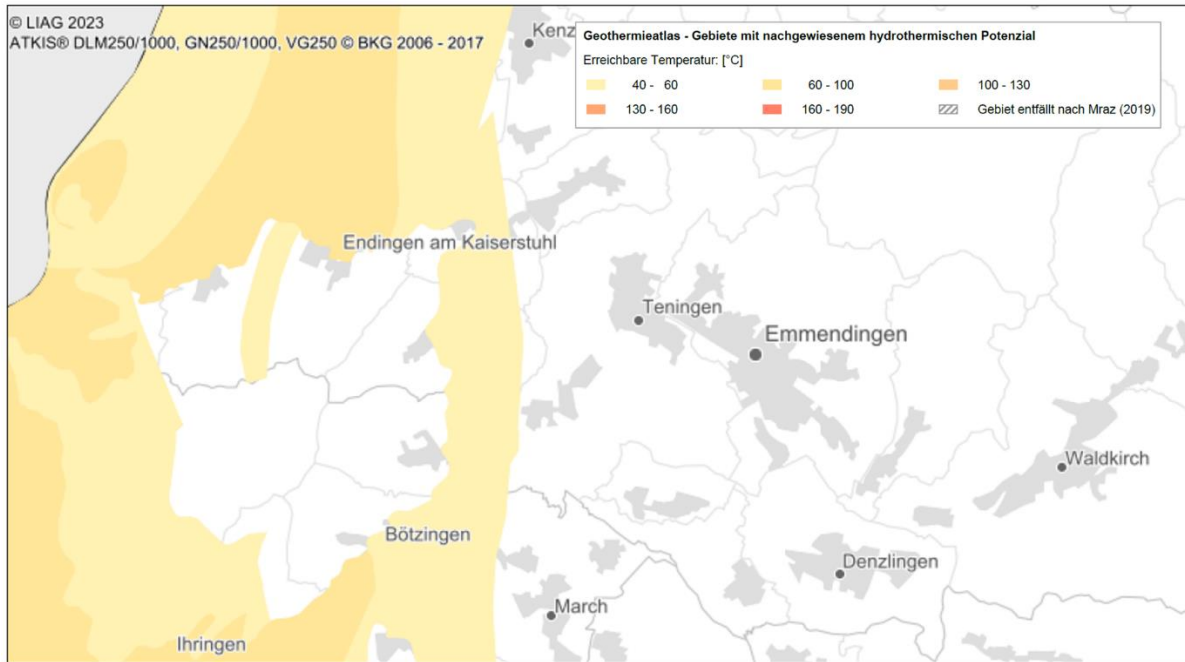 © LIAG 2023
ATKIS® DLM250/1000, GN250/1000, VG250 © BKG 2006 - 2017
Kenz
Geothermieatlas - Gebiete mit nachgewiesenem hydrothermischen Potenzial
Erreichbare Temperatur: [°C]
40 - 60 60 - 100 100 - 130
130 - 160 160 - 190 Gebiet entfällt nach Mraz (2019)
Endingen am Kaiserstuhl
Teningen
Emmendingen
Waldkirch
Bötzingen
Denzlingen
March
Ihringen